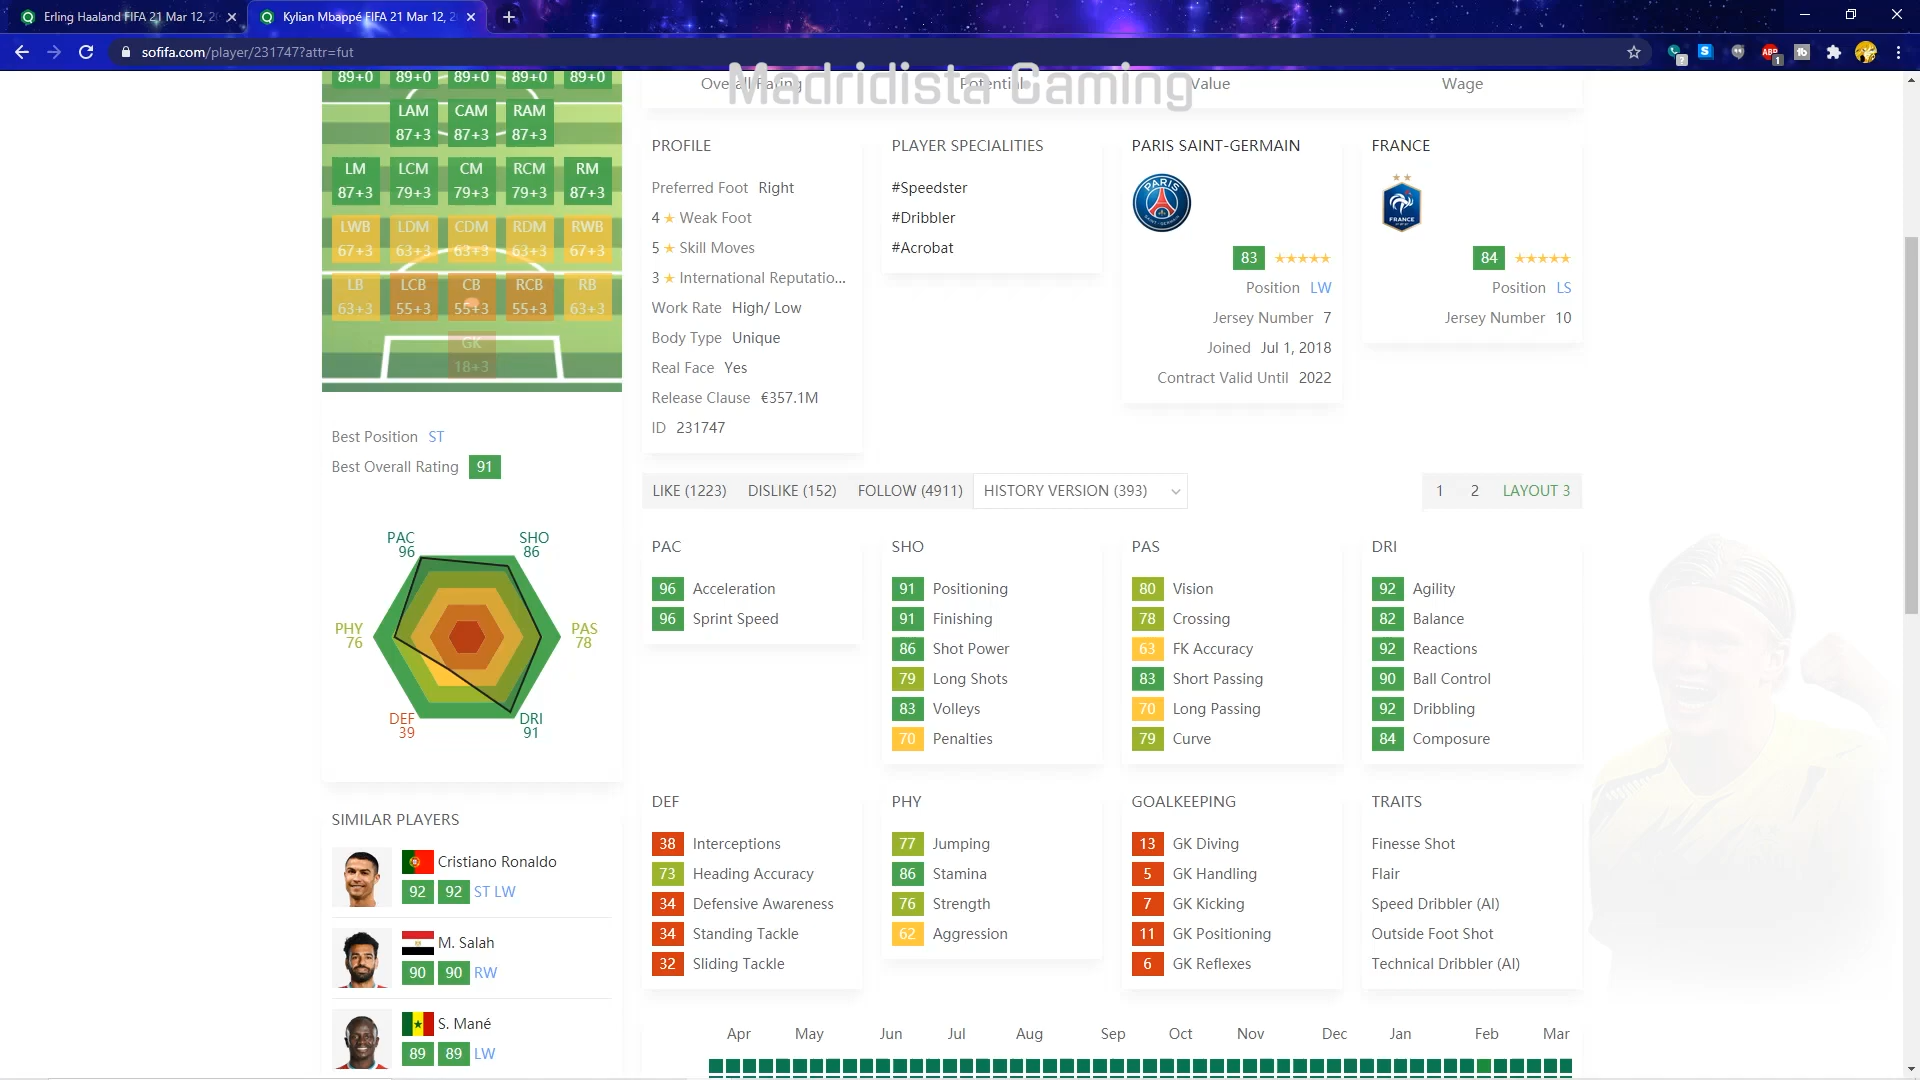 Erling Haaland FIFA 21 Mar 12, 2
Kylian Mbappé FIFA 21 Mar 12, 2
sofifa.com/player/231747?attr=fut
Madridista Gaming
Overall Rating Potential Value Wage
89+0 89+0 89+0 89+0 89+0
LAM CAM RAM
87+3 87+3 87+3
LM LCM CM RCM RM
87+3 79+3 79+3 79+3 87+3
LWB LDM CDM RDM RWB
67+3 63+3 63+3 63+3 67+3
LB LCB CB RCB RB
63+3 55+3 55+3 55+3 63+3
GK
18+3
Best Position ST
Best Overall Rating 91
PAC
96
SHO
86
PHY
76
PAS
78
DEF
39
DRI
91
SIMILAR PLAYERS
Cristiano Ronaldo
92 92 ST LW
M. Salah
90 90 RW
S. Mané
89 89 LW
PROFILE
Preferred Foot Right
4 ★ Weak Foot
5 ★ Skill Moves
3 ★ International Reputatio...
Work Rate High/ Low
Body Type Unique
Real Face Yes
Release Clause €357.1M
ID 231747
PLAYER SPECIALITIES
#Speedster
#Dribbler
#Acrobat
PARIS SAINT-GERMAIN
PARIS
83 ★★★★★
Position LW
Jersey Number 7
Joined Jul 1, 2018
Contract Valid Until 2022
FRANCE
FRANCE
84 ★★★★★
Position LS
Jersey Number 10
LIKE (1223) DISLIKE (152) FOLLOW (4911) HISTORY VERSION (393)
1 2 LAYOUT 3
PAC
96 Acceleration
96 Sprint Speed
SHO
91 Positioning
91 Finishing
86 Shot Power
79 Long Shots
83 Volleys
70 Penalties
PAS
80 Vision
78 Crossing
63 FK Accuracy
83 Short Passing
70 Long Passing
79 Curve
DRI
92 Agility
82 Balance
92 Reactions
90 Ball Control
92 Dribbling
84 Composure
DEF
38 Interceptions
73 Heading Accuracy
34 Defensive Awareness
34 Standing Tackle
32 Sliding Tackle
PHY
77 Jumping
86 Stamina
76 Strength
62 Aggression
GOALKEEPING
13 GK Diving
5 GK Handling
7 GK Kicking
11 GK Positioning
6 GK Reflexes
TRAITS
Finesse Shot
Flair
Speed Dribbler (AI)
Outside Foot Shot
Technical Dribbler (AI)
Apr May Jun Jul Aug Sep Oct Nov Dec Jan Feb Mar